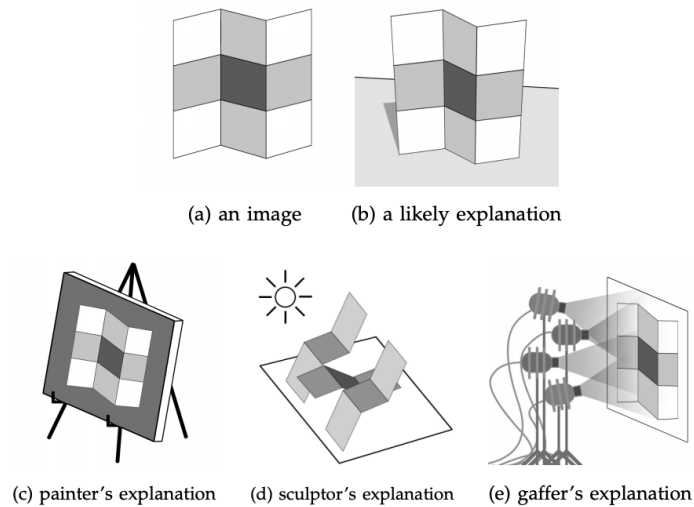 (a) an image
(b) a likely explanation
(c) painter's explanation
(d) sculptor's explanation
(e) gaffer's explanation